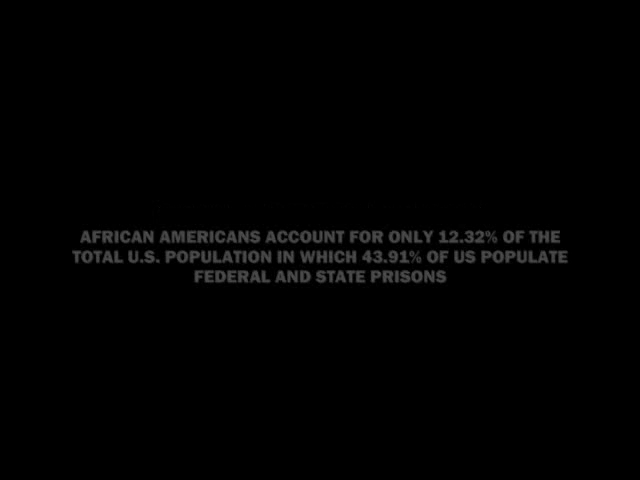 AFRICAN AMERICANS ACCOUNT FOR ONLY 12.32% OF THE
TOTAL U.S. POPULATION IN WHICH 43.91% OF US POPULATE
FEDERAL AND STATE PRISONS